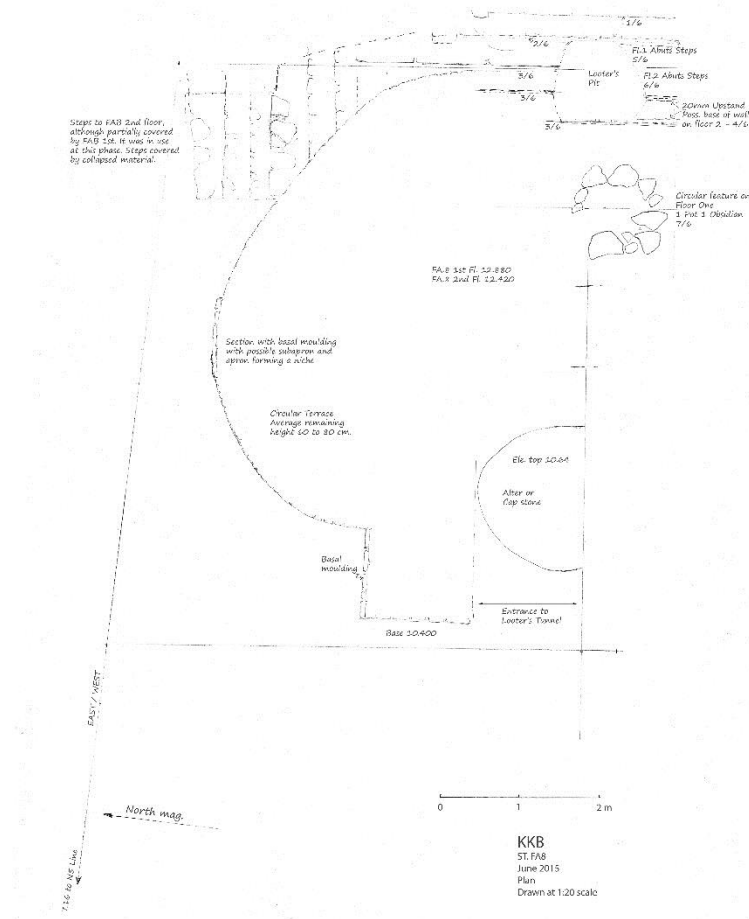 1/6
2/6
Fl.1 Abuts Steps
5/6
Looter's
Pit
3/6
Fl.2 Abuts Steps
6/6
3/6
20mm Upstand
Poss. base of wall
on floor 2 - 4/6
3/6
Steps to FA8 2nd floor,
although partially covered
by FA8 1st. It was in use
at this phase. Steps covered
by collapsed material.
Circular feature on
Floor One
1 Pot 1 Obsidian
7/6
FA.8 1st Fl. 12.880
FA.8 2nd Fl. 12.420
Section with basal moulding
with possible subapron and
apron forming a niche
Circular Terrace
Average remaining
height 60 to 80 cm.
Ele. top 10.64
Alter or
Cap stone
Basal
moulding
Entrance to
Looter's Tunnel
Base 10.400
EASY / WEST
North mag.
1.16 to NS Line
0 1 2 m
KKB
ST. FA8
June 2015
Plan
Drawn at 1:20 scale